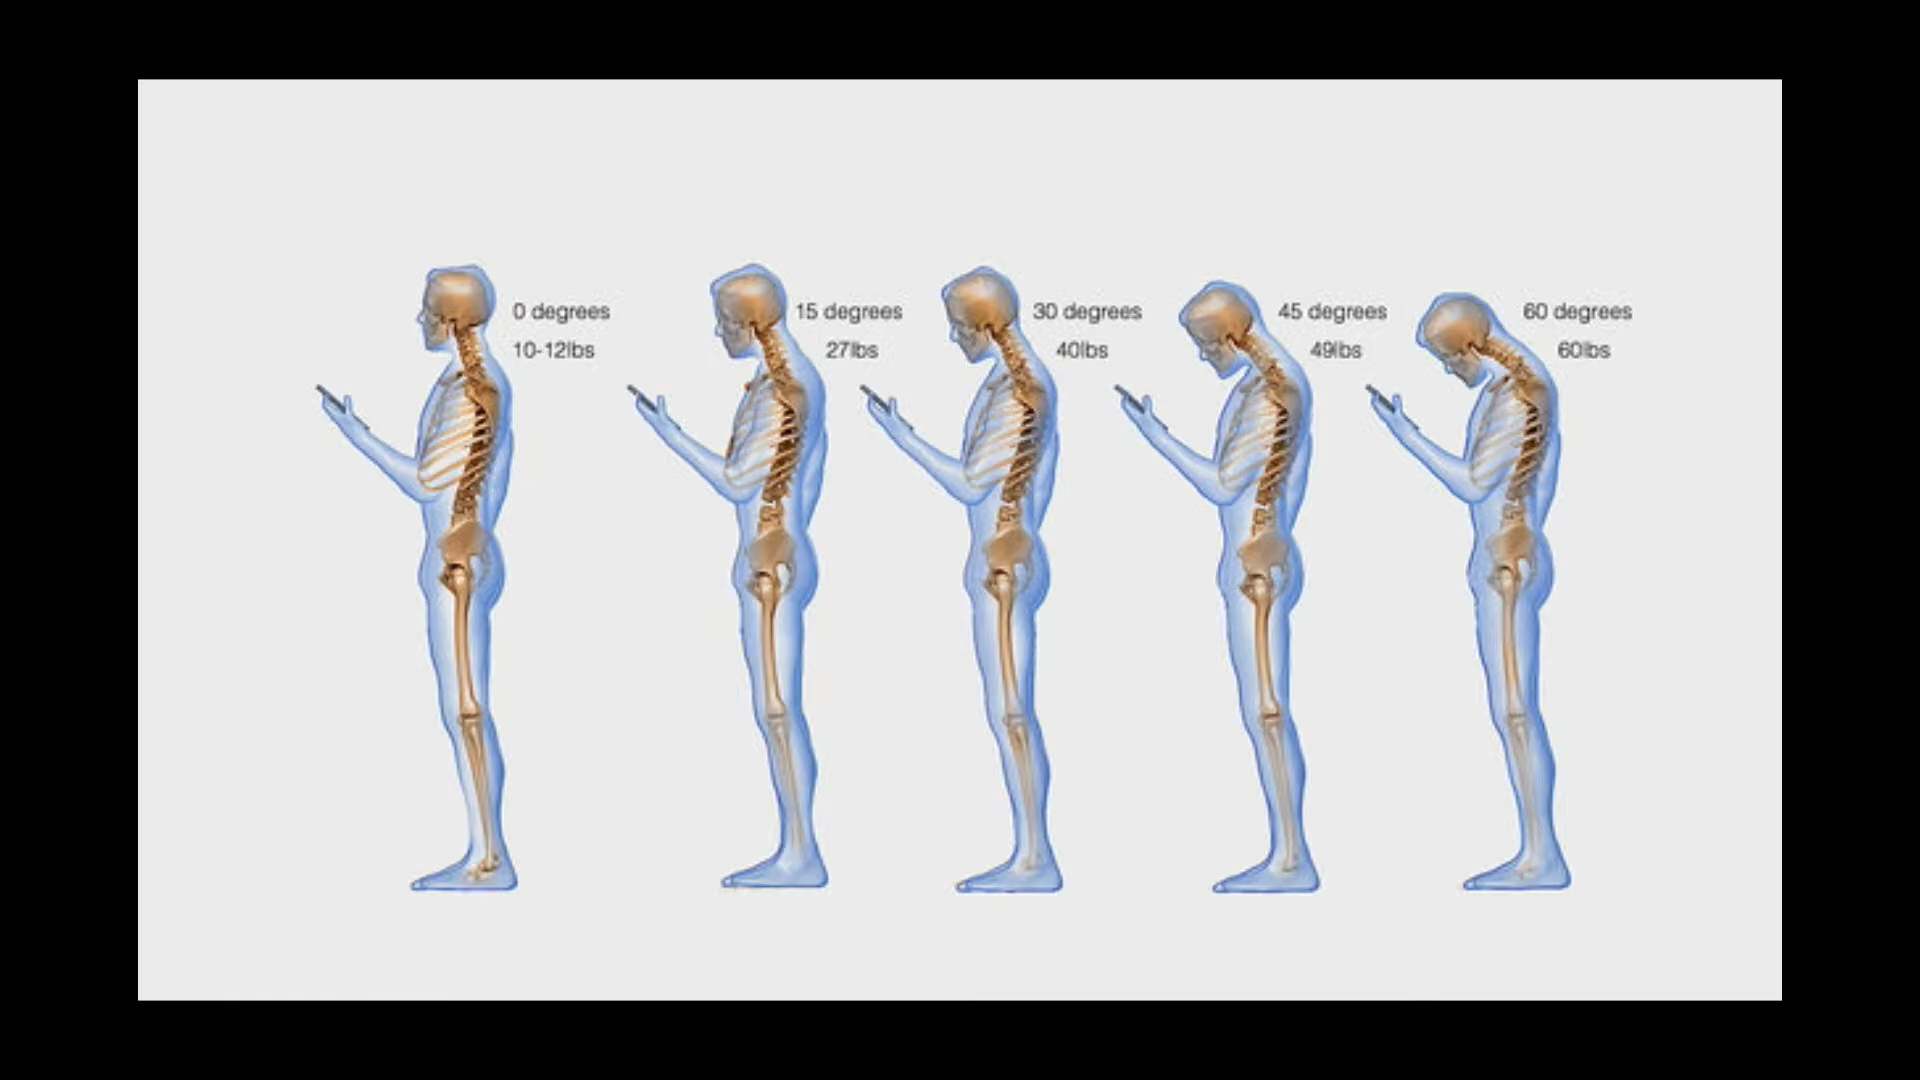 0 degrees
10-12lbs
15 degrees
27lbs
30 degrees
40lbs
45 degrees
49lbs
60 degrees
60lbs